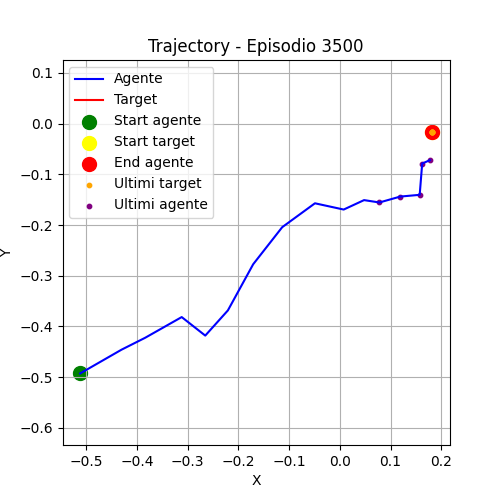 Trajectory - Episodio 3500
Agente
Target
Start agente
Start target
End agente
Ultimi target
Ultimi agente
0.1
0.0
−0.1
−0.2
−0.3
−0.4
−0.5
−0.6
Y
−0.5
−0.4
−0.3
−0.2
−0.1
0.0
0.1
0.2
X